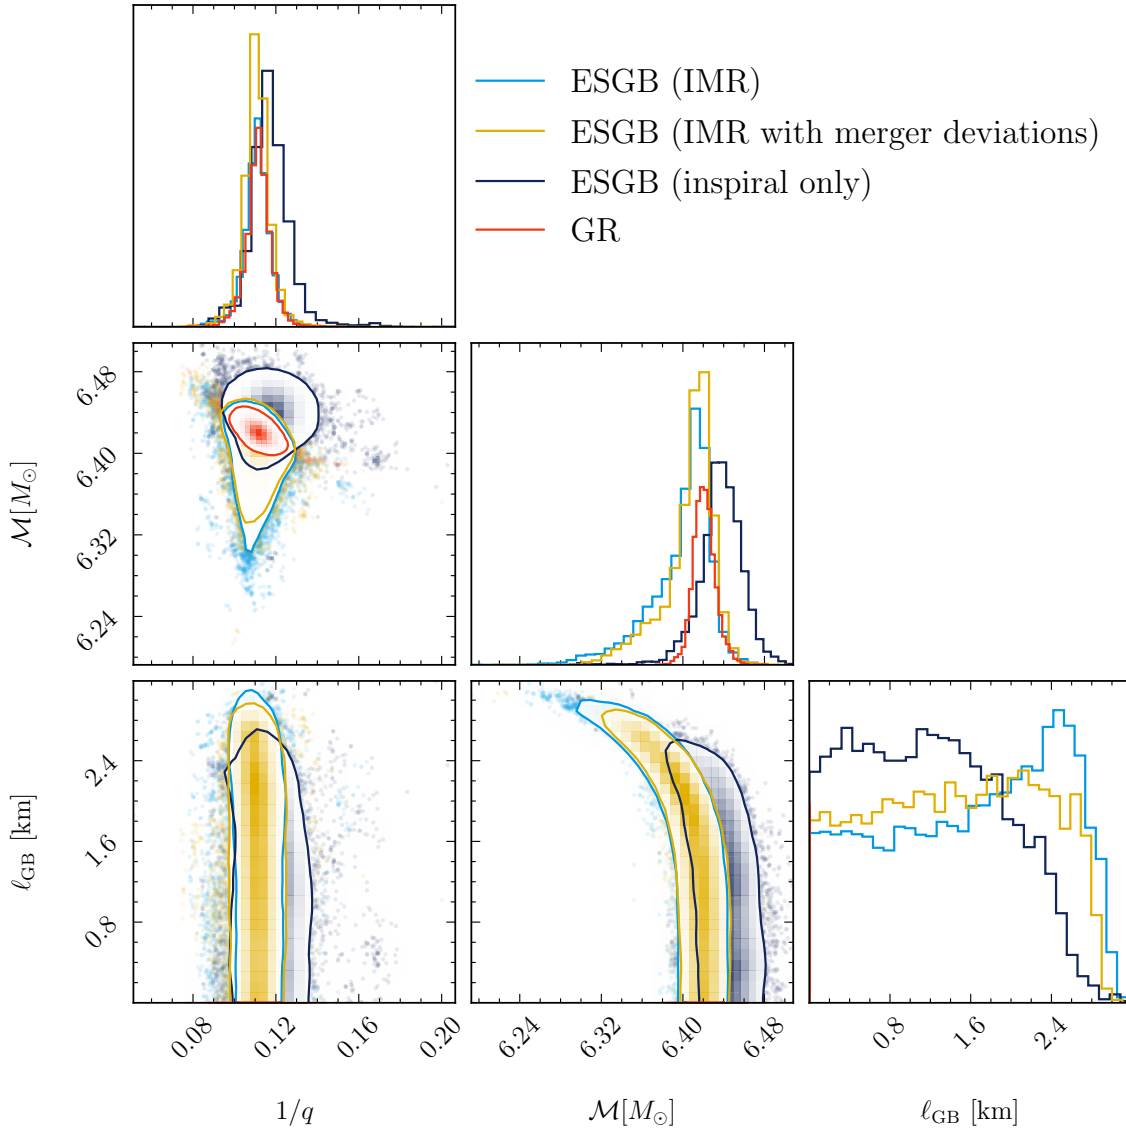 ESGB (IMR)
ESGB (IMR with merger deviations)
ESGB (inspiral only)
GR
6.48
6.40
6.32
6.24
ℳ[M⊙]
2.4
1.6
0.8
ℓGB [km]
0.08 0.12 0.16 0.20
6.24 6.32 6.40 6.48
0.8 1.6 2.4
1/q
ℳ[M⊙]
ℓGB [km]